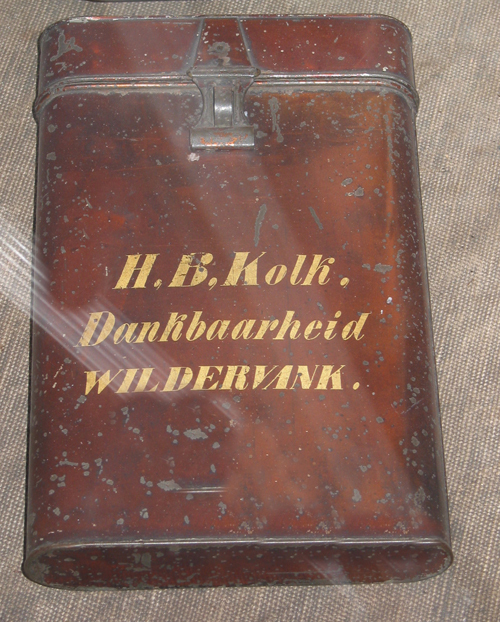 H. B. Kolk.
Dankbaarheid
WILDERVANK.